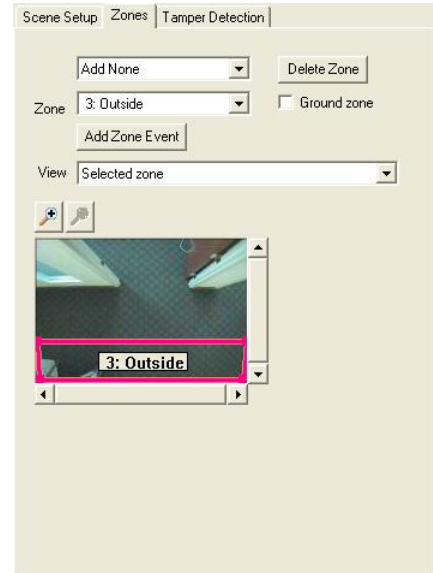 Scene Setup Zones Tamper Detection
Add None Delete Zone
Zone 3: Outside Ground zone
Add Zone Event
View Selected zone
3: Outside